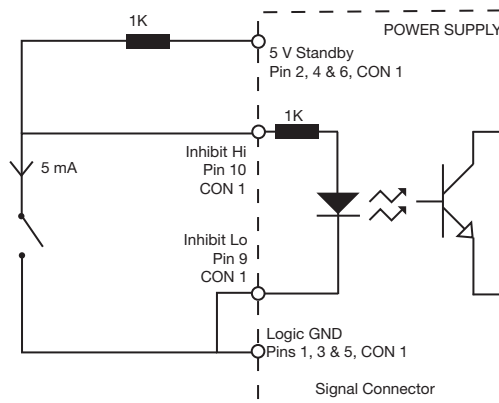 1K
POWER SUPPLY
5 V Standby
Pin 2, 4 & 6, CON 1
1K
Inhibit Hi
Pin 10
CON 1
5 mA
Inhibit Lo
Pin 9
CON 1
Logic GND
Pins 1, 3 & 5, CON 1
Signal Connector